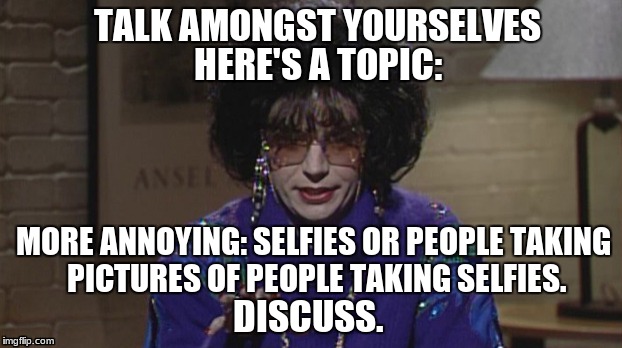 TALK AMONGST YOURSELVES
HERE'S A TOPIC:
ANSEL
MORE ANNOYING: SELFIES OR PEOPLE TAKING
PICTURES OF PEOPLE TAKING SELFIES.
DISCUSS.
imgflip.com